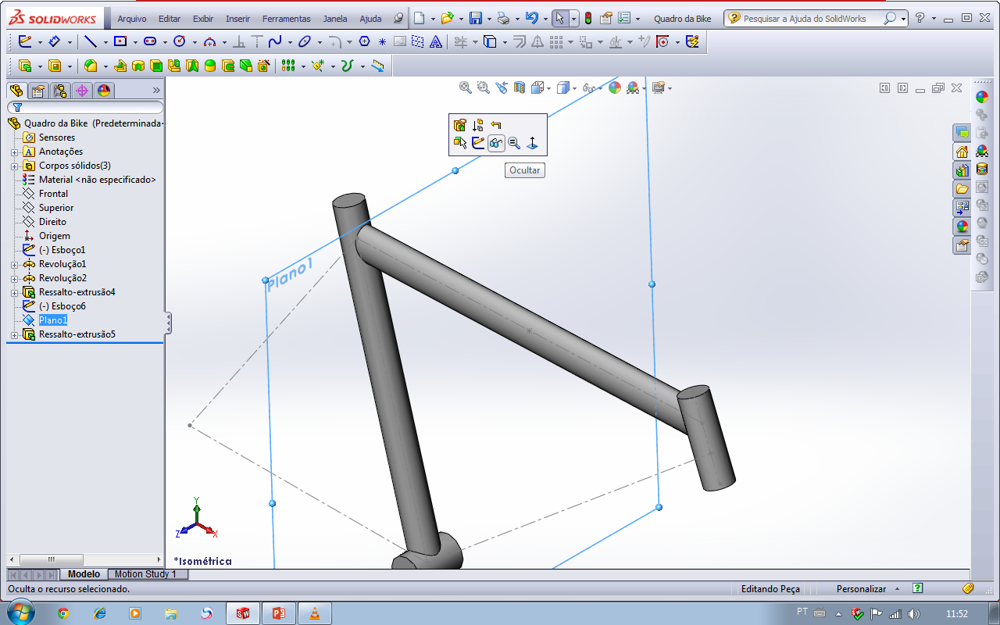 SOLIDWORKS Arquivo Editar Exibir Inserir Ferramentas Janela Ajuda Quadro da Bike Pesquisar a Ajuda do SolidWorks ?
Quadro da Bike (Predeterminada
Sensores
Anotações
Corpos sólidos(3)
Material <não especificado>
Frontal
Superior
Direito
Origem
(-) Esboço1
Revolução1
Revolução2
Ressalto-extrusão4
(-) Esboço6
Plano1
Ressalto-extrusão5
Ocultar
Plano1
Y
Z
X
*Isométrica
Modelo Motion Study 1
Oculta o recurso selecionado. Editando Peça Personalizar ?
PT 11:52